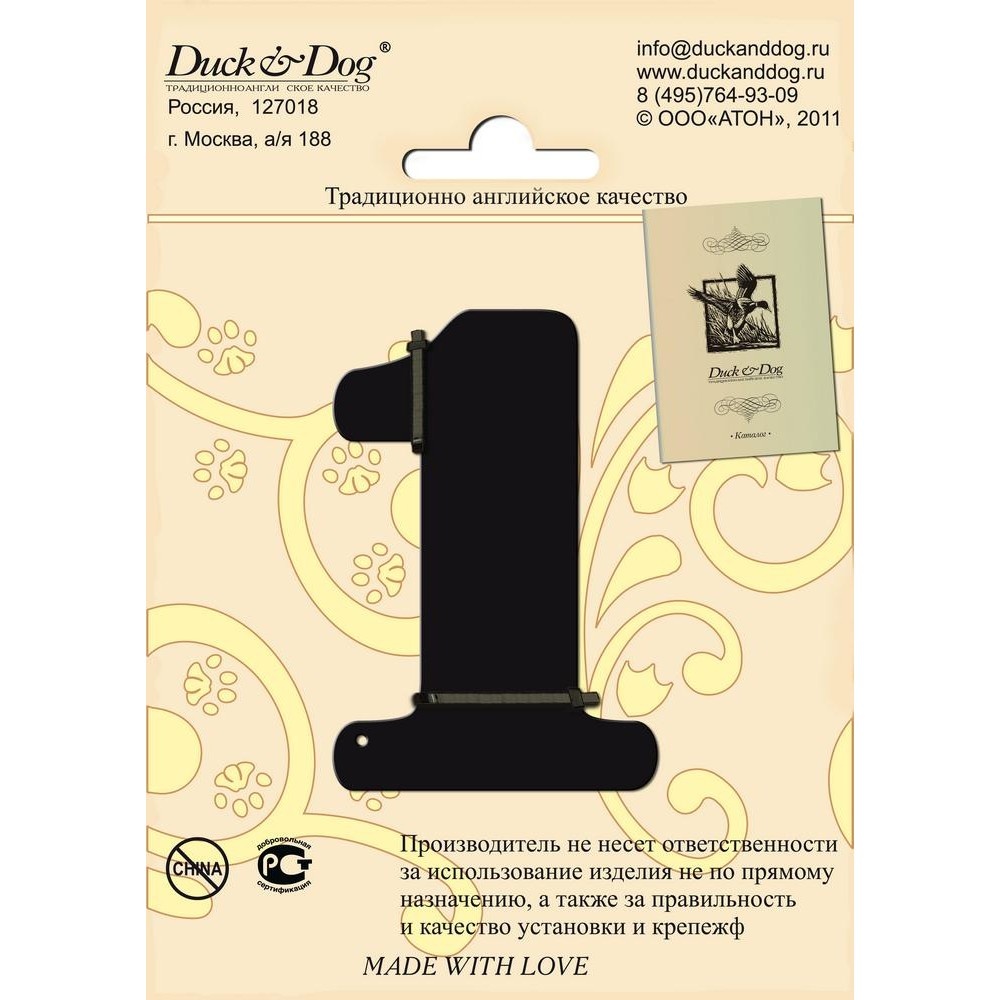 Duck & Dog®
ТРАДИЦИОННОАНГЛИ СКОЕ КАЧЕСТВО
Россия, 127018
г. Москва, а/я 188
info@duckanddog.ru
www.duckanddog.ru
8 (495)764-93-09
© ООО«АТОН», 2011
Традиционно английское качество
Duck & Dog
• Каталог •
1
CHINA
добровольная
РСТ
сертификация
Производитель не несет ответственности
за использование изделия не по прямому
назначению, а также за правильность
и качество установки и крепежф
MADE WITH LOVE